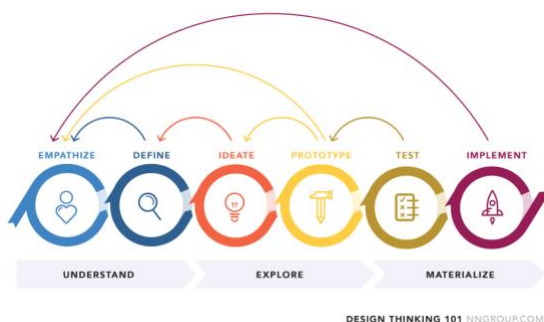 EMPATHIZE DEFINE IDEATE PROTOTYPE TEST IMPLEMENT
UNDERSTAND EXPLORE MATERIALIZE
DESIGN THINKING 101 NNGROUP.COM